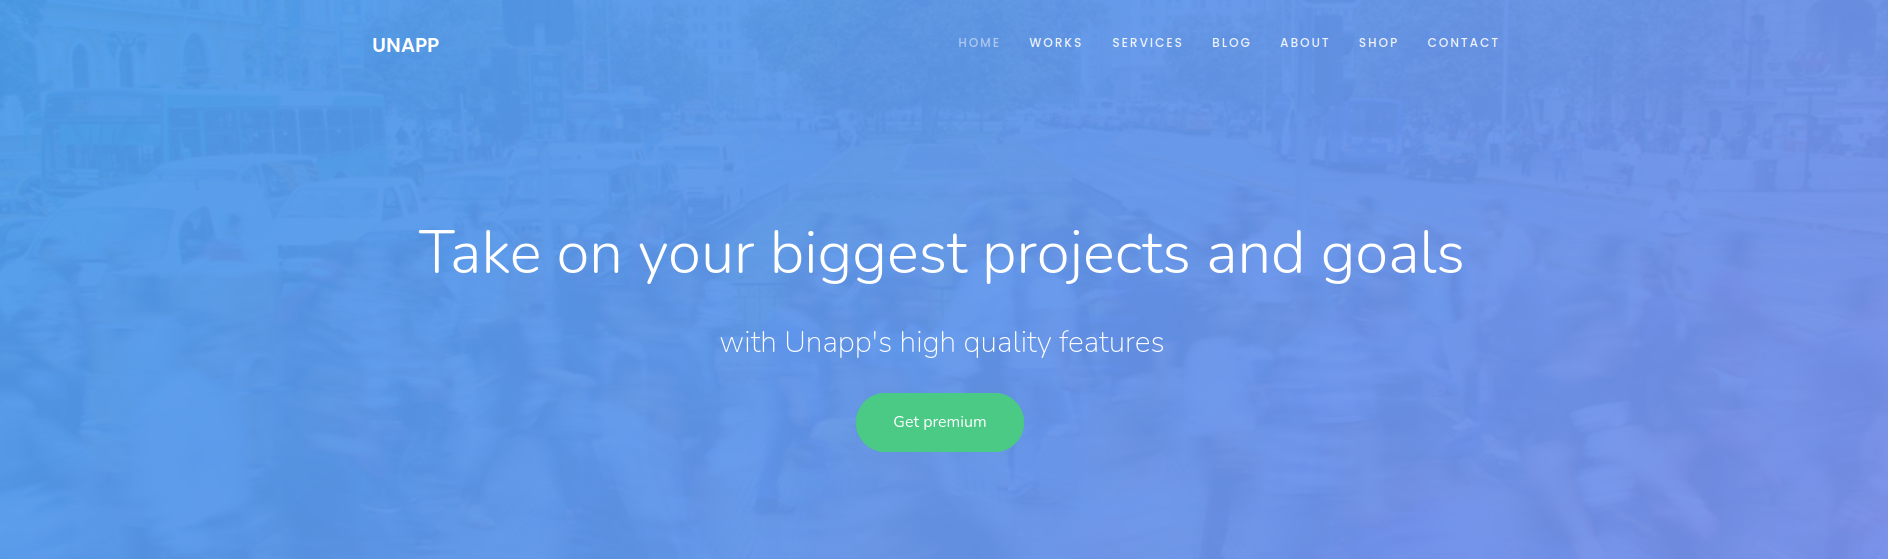 UNAPP
HOME WORKS SERVICES BLOG ABOUT SHOP CONTACT
Take on your biggest projects and goals
with Unapp's high quality features
Get premium